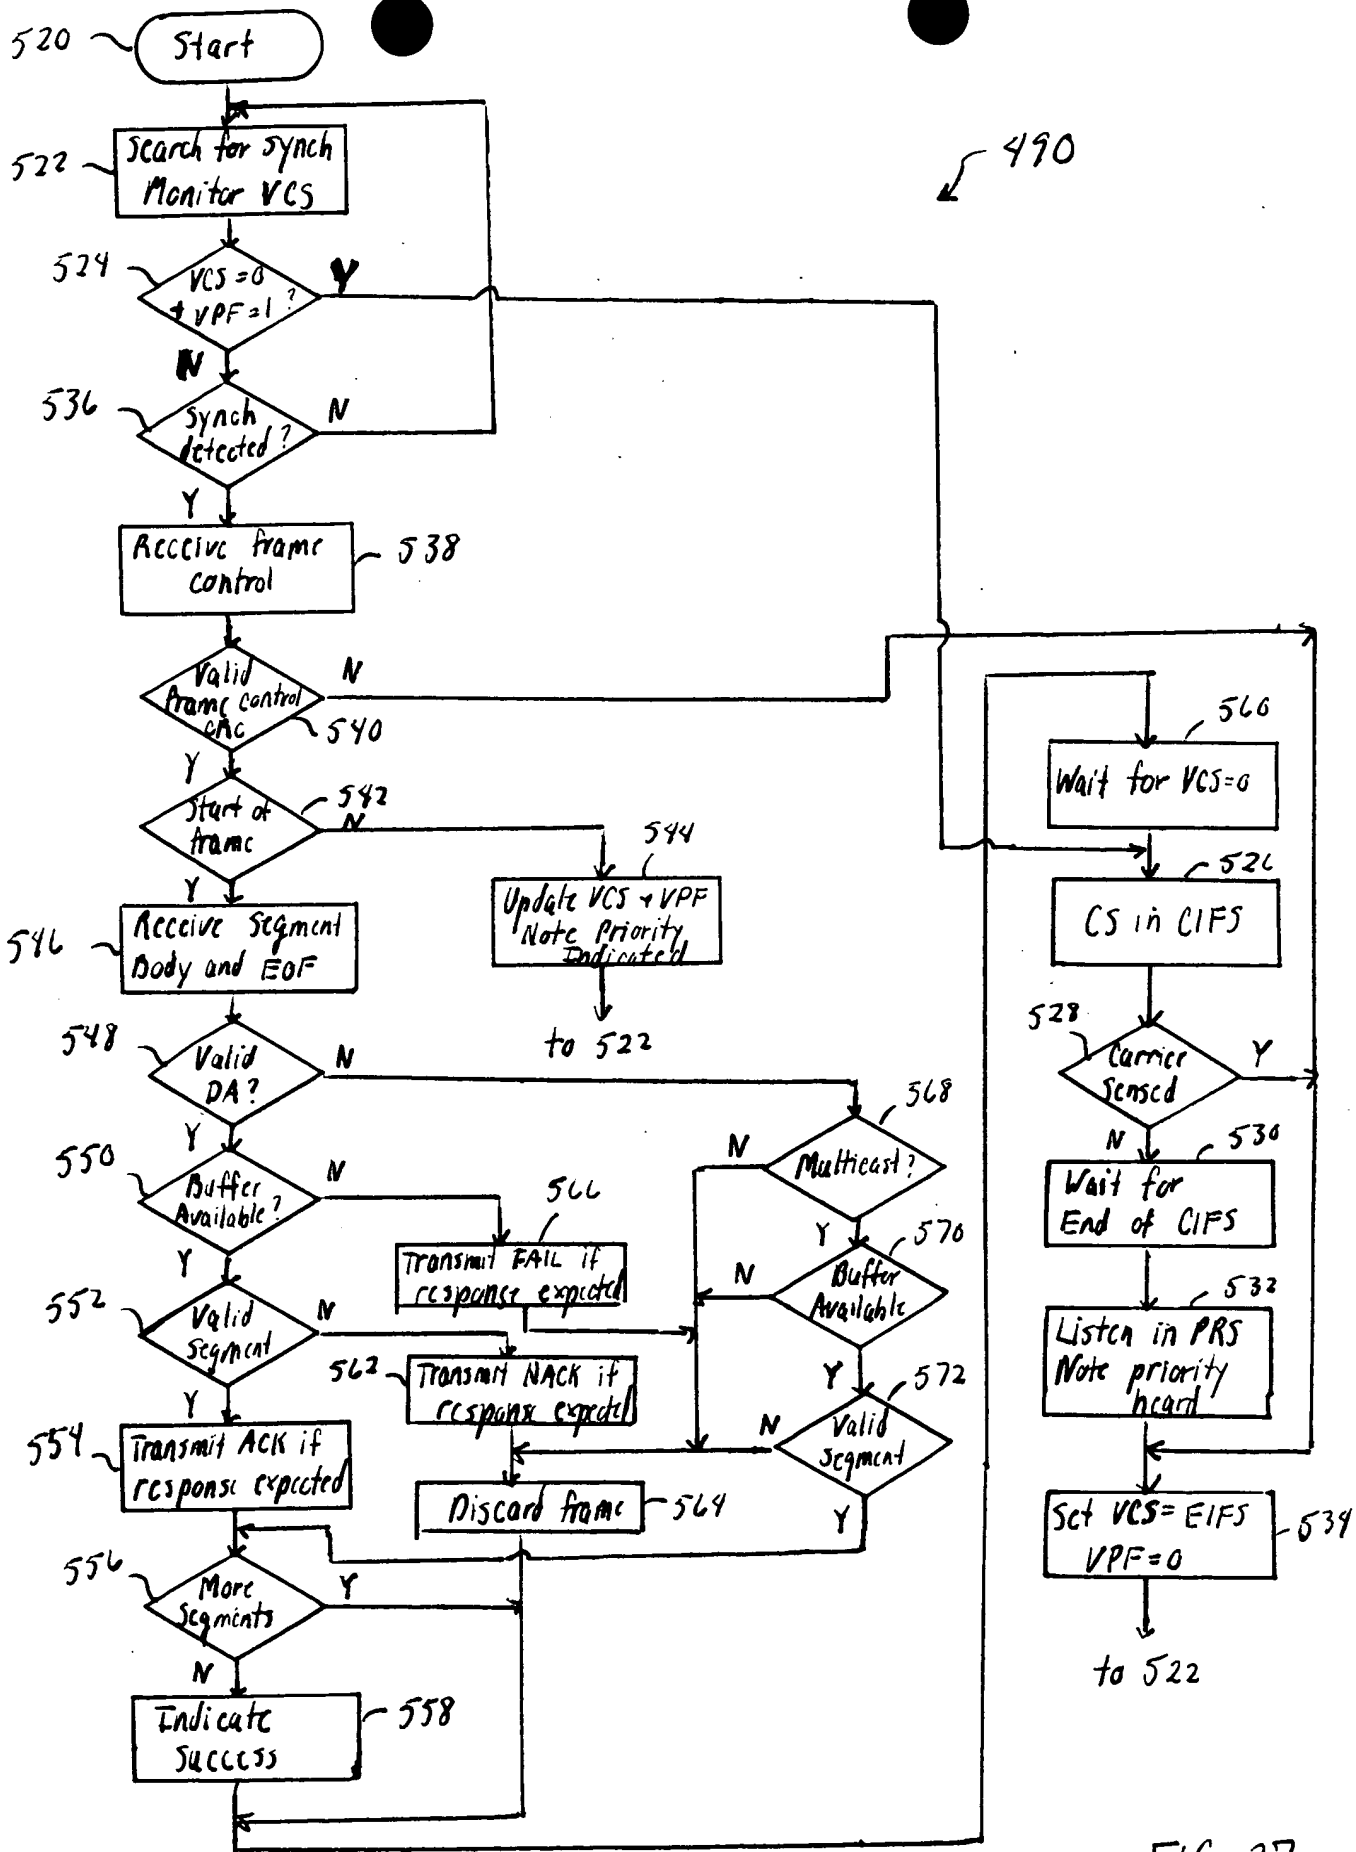 520
Start
490
522
Search for synch
Monitor VCS
524
VCS=0
+ VPF=1 ?
Y
N
536
Synch
detected?
N
Y
Receive frame
control
538
Valid
frame control
CRC
540
N
Y
Start of
frame
542
N
Y
544
Update VCS + VPF
Note Priority
Indicated
to 522
546
Receive Segment
Body and EOF
548
Valid
DA?
N
Y
550
Buffer
Available?
N
Y
566
Transmit FAIL if
response expected
552
Valid
segment
N
Y
562
Transmit NACK if
response expected
554
Transmit ACK if
response expected
Discard frame
564
556
More
segments
Y
N
Indicate
success
558
568
Multicast?
N
Y
570
Buffer
Available
N
Y
572
Valid
segment
N
Y
560
Wait for VCS=0
526
CS in CIFS
528
Carrier
Sensed
Y
N
530
Wait for
End of CIFS
532
Listen in PRS
Note priority
heard
Set VCS= EIFS
VPF=0
534
to 522